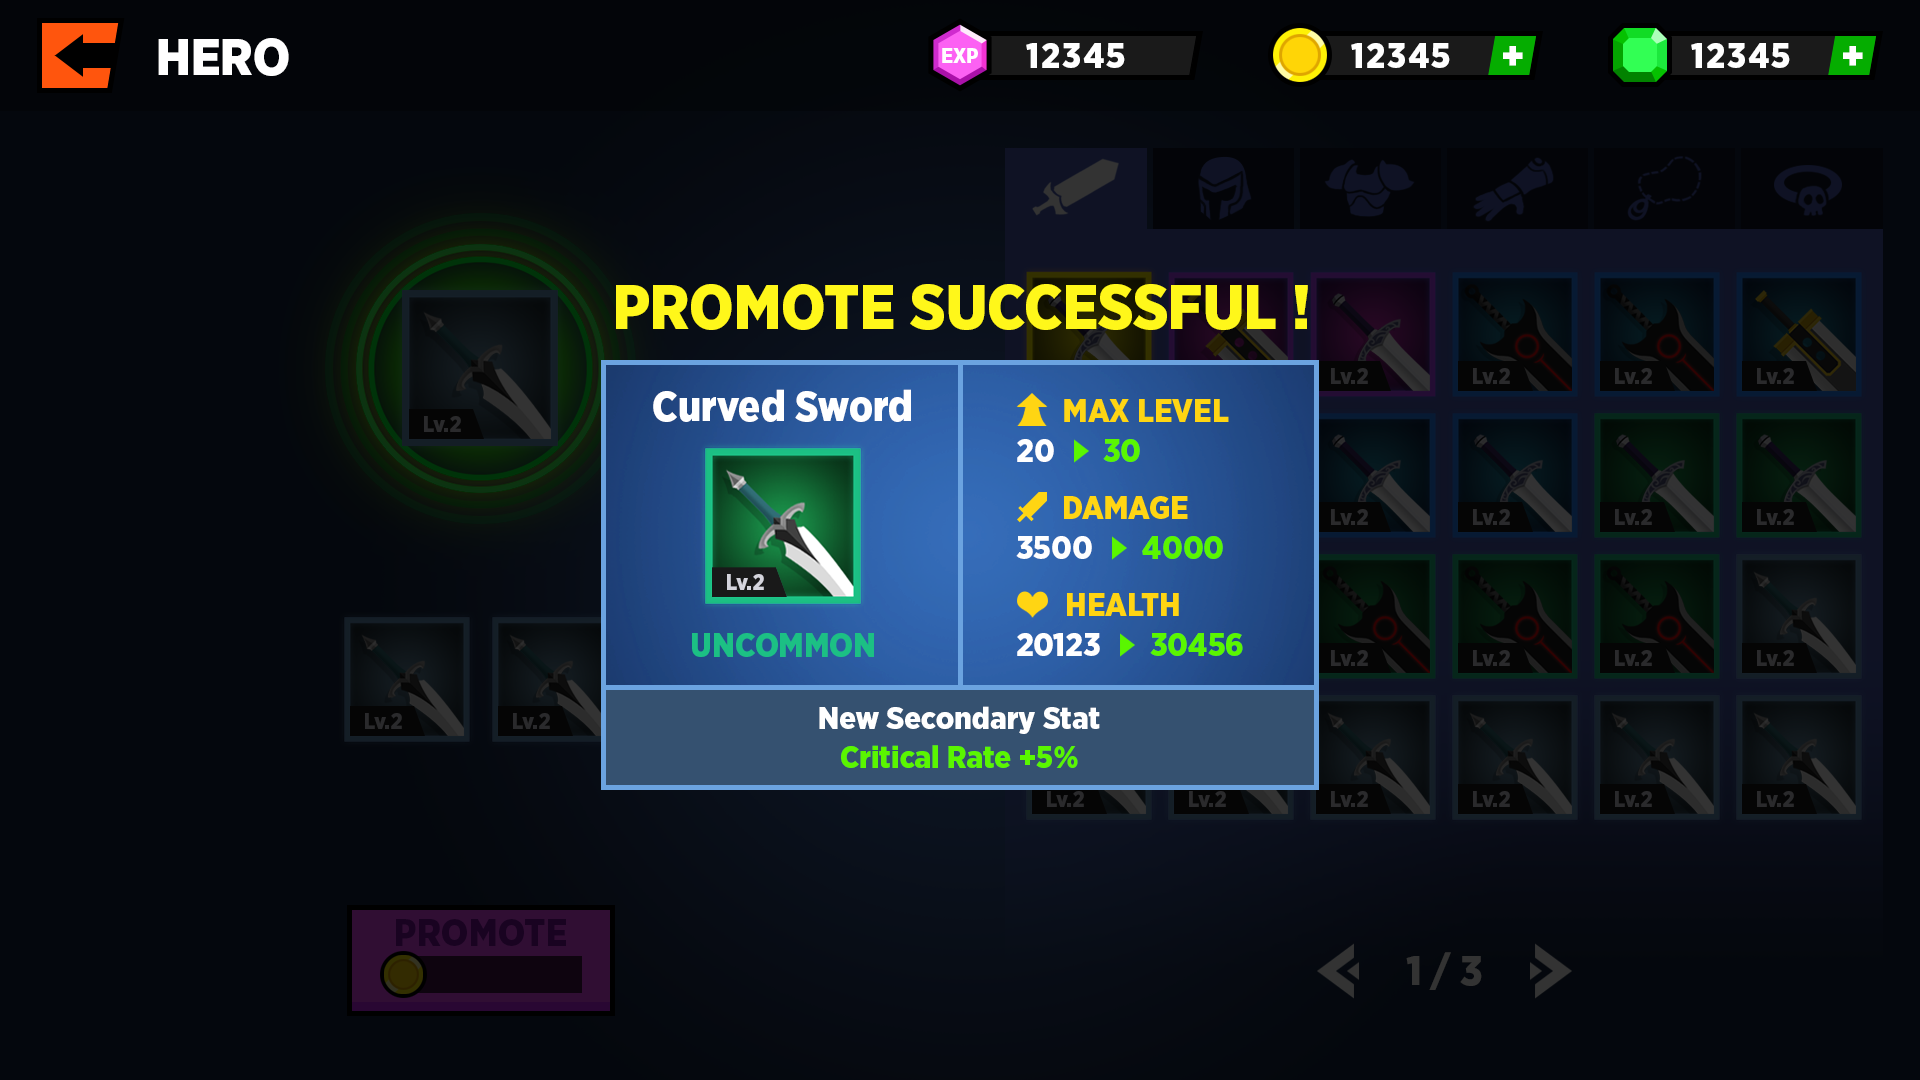 HERO
EXP 12345
12345 +
12345 +
PROMOTE SUCCESSFUL !
Curved Sword
Lv.2
UNCOMMON
MAX LEVEL
20 30
DAMAGE
3500 4000
HEALTH
20123 30456
New Secondary Stat
Critical Rate +5%
Lv.2
Lv.2 Lv.2
PROMOTE
Lv.2 Lv.2 Lv.2 Lv.2
Lv.2 Lv.2 Lv.2 Lv.2
Lv.2 Lv.2 Lv.2 Lv.2
Lv.2 Lv.2 Lv.2 Lv.2 Lv.2 Lv.2
1 / 3